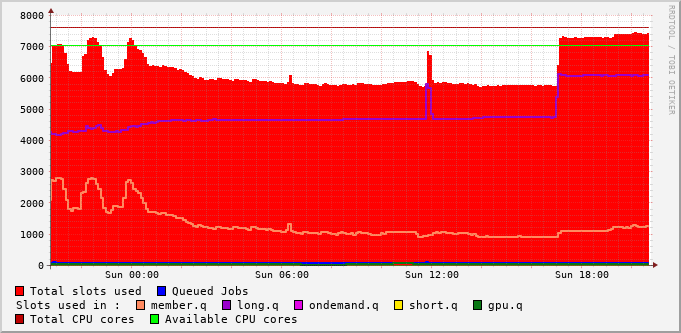 8000
7000
6000
5000
4000
3000
2000
1000
0
Sun 00:00 Sun 06:00 Sun 12:00 Sun 18:00
RRDTOOL / TOBI OETIKER
Total slots used Queued Jobs
Slots used in : member.q long.q ondemand.q short.q gpu.q
Total CPU cores Available CPU cores